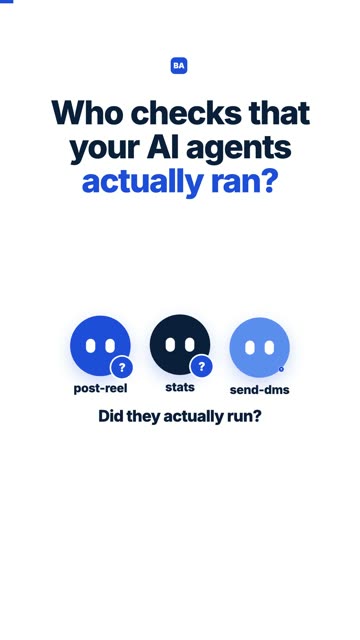 BA
Who checks that
your AI agents
actually ran?
?
?
post-reel
stats
send-dms
Did they actually run?